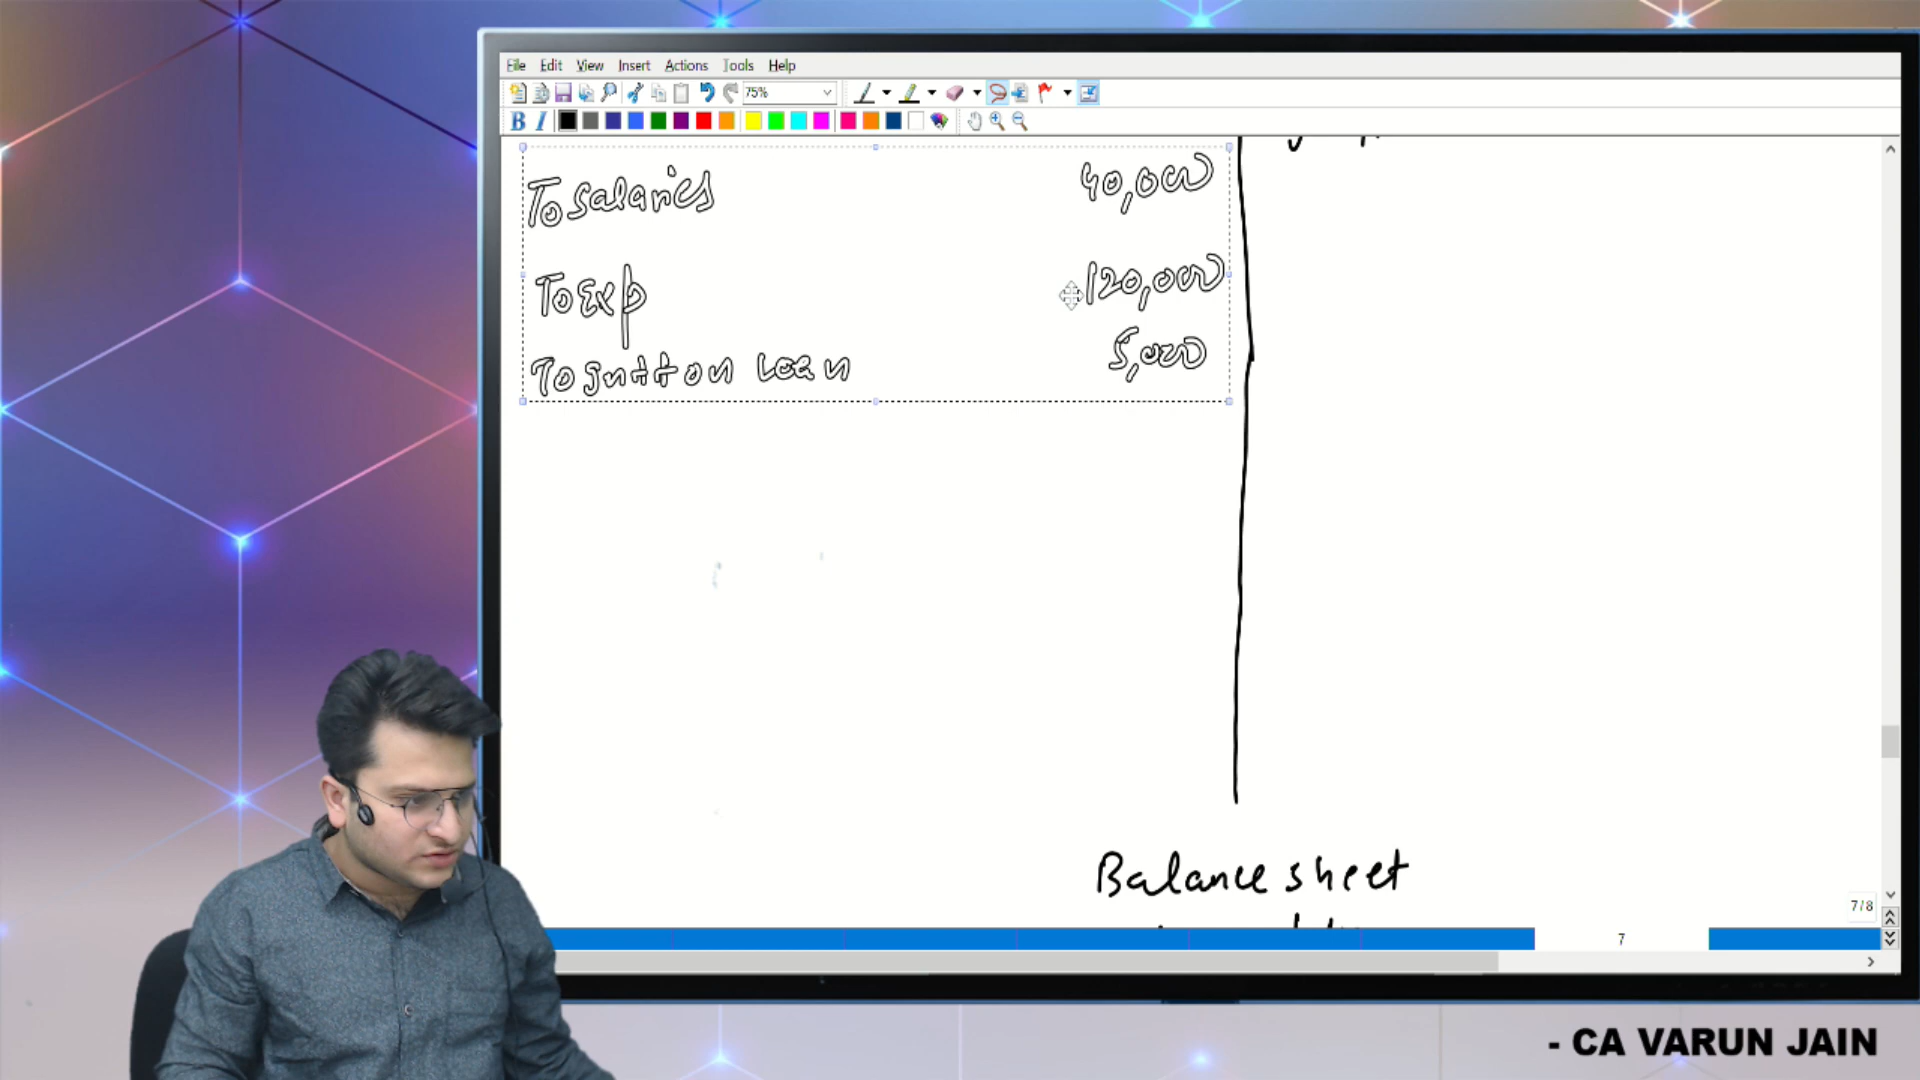 File Edit View Insert Actions Tools Help
75%
B I
To Salaries 40,000
To Exp 120,000
To Intt on Loan 5,000
Balance sheet
7/8
7
- CA VARUN JAIN